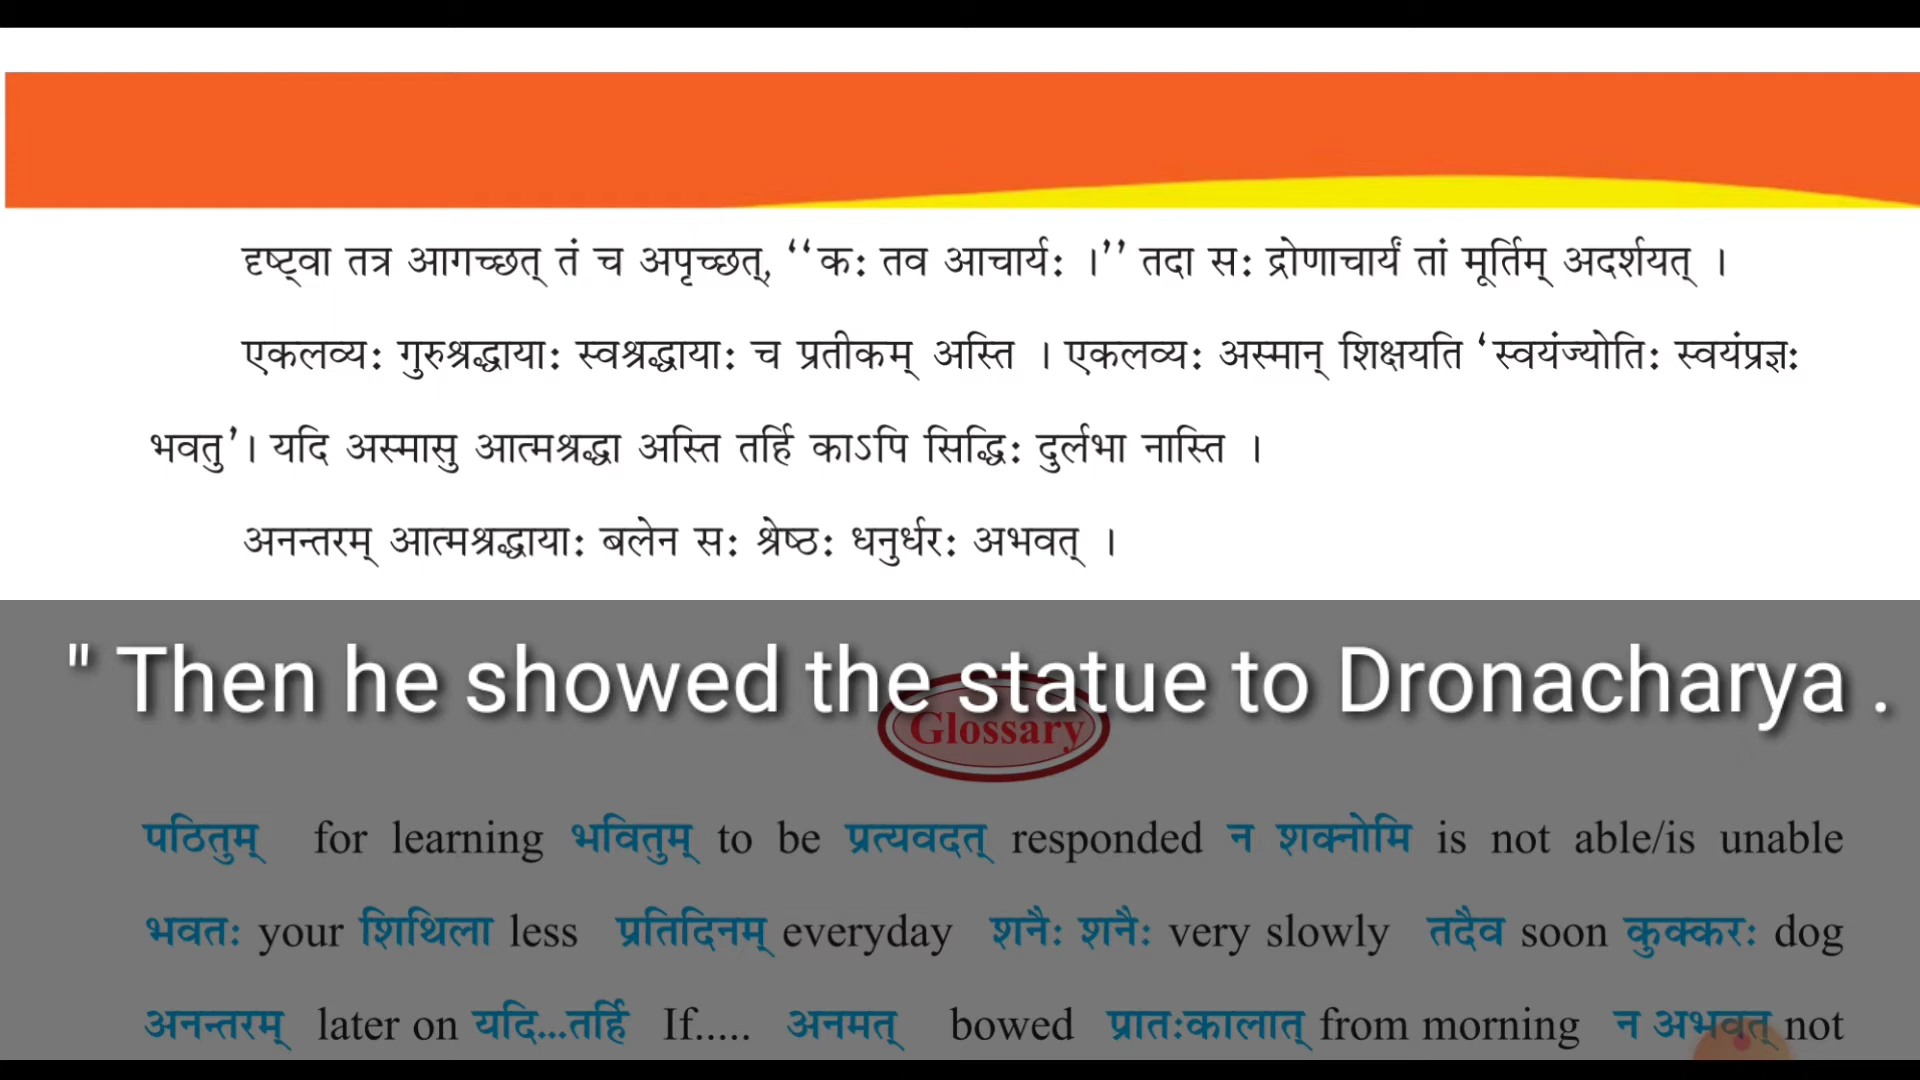 दृष्ट्वा तत्र आगच्छत् तं च अपृच्छत्, ‘‘कः तव आचार्यः ।’’ तदा सः द्रोणाचार्यं तां मूर्तिम् अदर्शयत् ।
एकलव्यः गुरुश्रद्धायाः स्वश्रद्धायाः च प्रतीकम् अस्ति । एकलव्यः अस्मान् शिक्षयति ‘स्वयंज्योतिः स्वयंप्रज्ञः
भवतु’। यदि अस्मासु आत्मश्रद्धा अस्ति तर्हि काऽपि सिद्धिः दुर्लभा नास्ति ।
अनन्तरम् आत्मश्रद्धायाः बलेन सः श्रेष्ठः धनुर्धरः अभवत् ।
" Then he showed the statue to Dronacharya .
Glossary
पठितुम् for learning भवितुम् to be प्रत्यवदत् responded न शक्नोमि is not able/is unable
भवतः your शिथिला less प्रतिदिनम् everyday शनैः शनैः very slowly तदैव soon कुक्करः dog
अनन्तरम् later on यदि...तर्हि If..... अनमत् bowed प्रातःकालात् from morning न अभवत् not